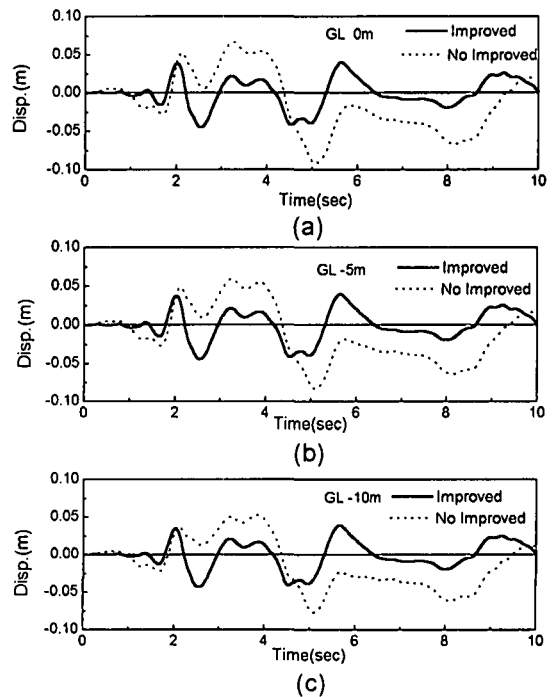 0.10
GL 0m
Improved
No Improved
0.05
0.00
-0.05
-0.10
Disp.(m)
0 2 4 6 8 10
Time(sec)
(a)
0.10
GL -5m
Improved
No Improved
0.05
0.00
-0.05
-0.10
Disp.(m)
0 2 4 6 8 10
Time(sec)
(b)
0.10
GL -10m
Improved
No Improved
0.05
0.00
-0.05
-0.10
Disp.(m)
0 2 4 6 8 10
Time(sec)
(c)